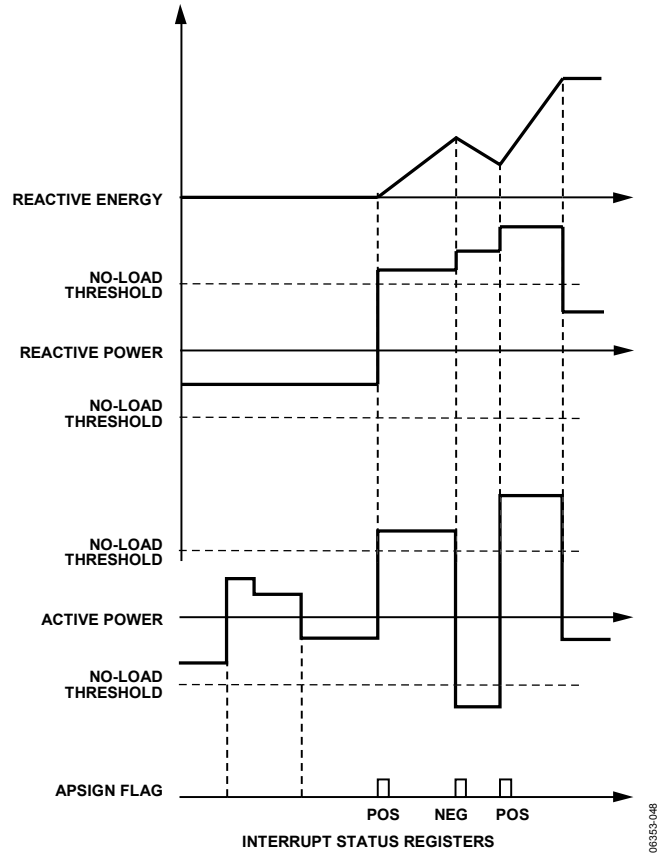 REACTIVE ENERGY
NO-LOAD
THRESHOLD
REACTIVE POWER
NO-LOAD
THRESHOLD
NO-LOAD
THRESHOLD
ACTIVE POWER
NO-LOAD
THRESHOLD
APSIGN FLAG
POS NEG POS
INTERRUPT STATUS REGISTERS
06353-048